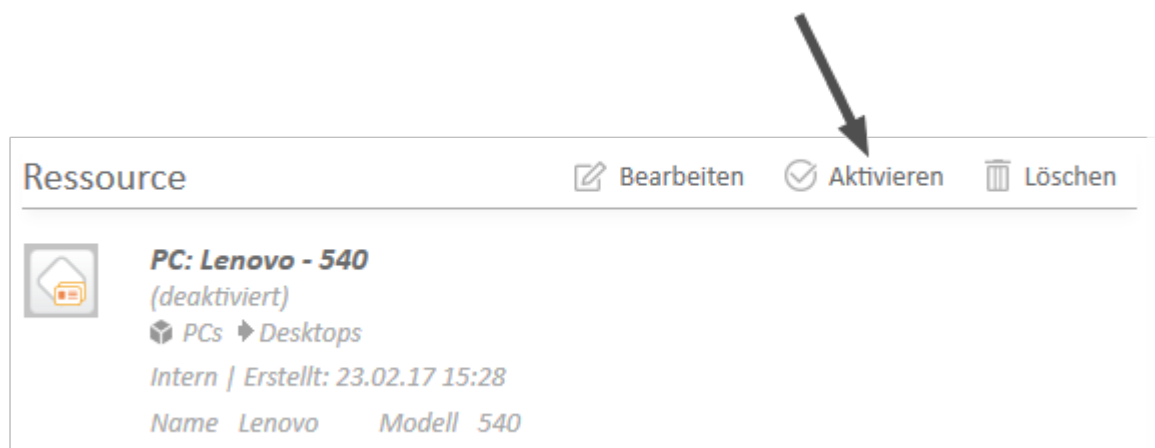 Ressource Bearbeiten Aktivieren Löschen
PC: Lenovo - 540
(deaktiviert)
PCs Desktops
Intern | Erstellt: 23.02.17 15:28
Name Lenovo Modell 540